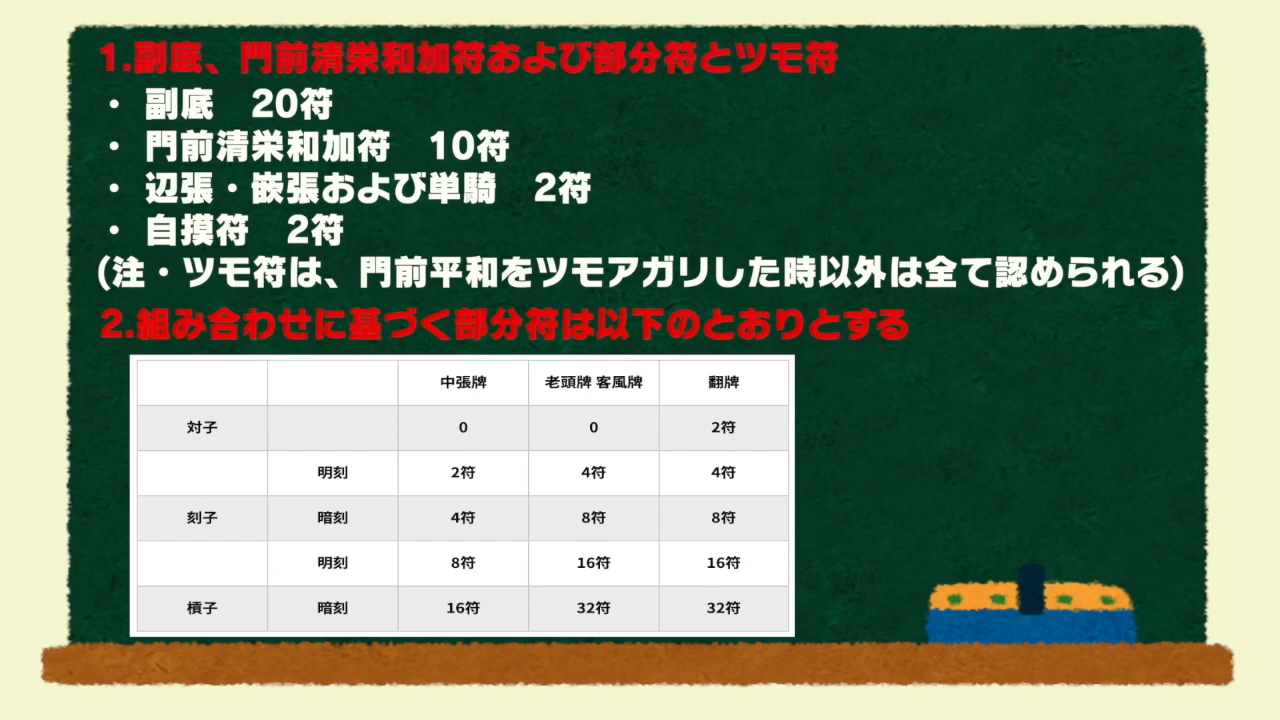 1.副底、門前清栄和加符および部分符とツモ符
・ 副底　20符
・ 門前清栄和加符　10符
・ 辺張・嵌張および単騎　2符
・ 自摸符　2符
(注・ツモ符は、門前平和をツモアガリした時以外は全て認められる)
2.組み合わせに基づく部分符は以下のとおりとする
中張牌 老頭牌 客風牌 翻牌
対子 0 0 2符
明刻 2符 4符 4符
刻子 暗刻 4符 8符 8符
明刻 8符 16符 16符
槓子 暗刻 16符 32符 32符